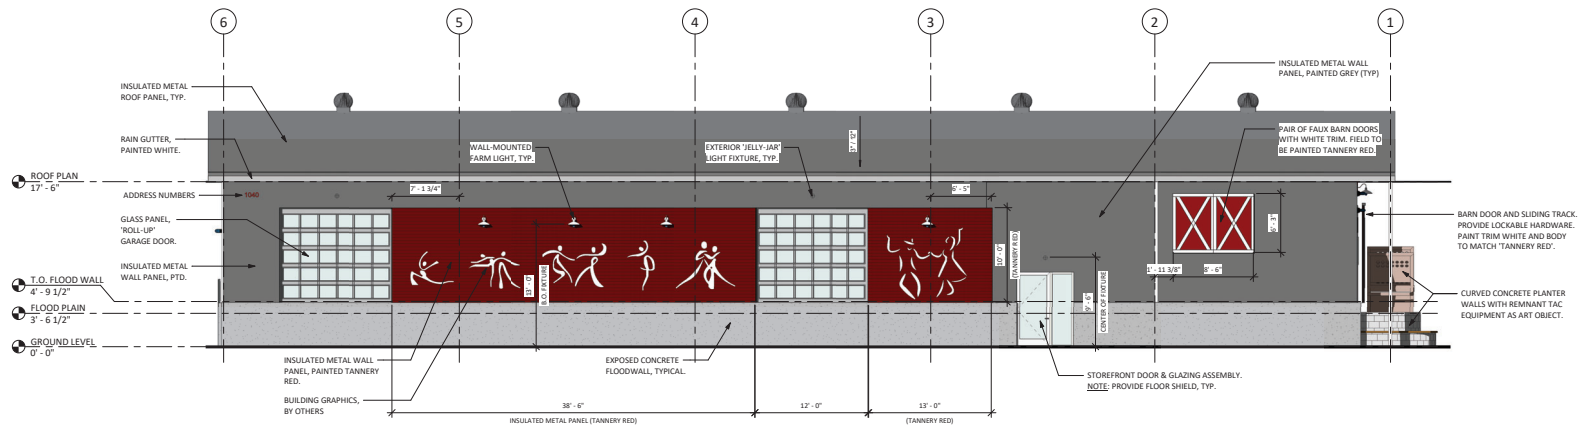 6
5
4
3
2
1
INSULATED METAL
ROOF PANEL, TYP.
RAIN GUTTER,
PAINTED WHITE.
ROOF PLAN
17' - 6"
ADDRESS NUMBERS
1040
GLASS PANEL,
'ROLL-UP'
GARAGE DOOR.
INSULATED METAL
WALL PANEL, PTD.
T.O. FLOOD WALL
4' - 9 1/2"
FLOOD PLAIN
3' - 6 1/2"
GROUND LEVEL
0' - 0"
7' - 1 3/4"
WALL-MOUNTED
FARM LIGHT, TYP.
EXTERIOR 'JELLY-JAR'
LIGHT FIXTURE, TYP.
3" / 12"
6' - 5"
INSULATED METAL WALL
PANEL, PAINTED GREY (TYP)
PAIR OF FAUX BARN DOORS
WITH WHITE TRIM. FIELD TO
BE PAINTED TANNERY RED.
BARN DOOR AND SLIDING TRACK.
PROVIDE LOCKABLE HARDWARE.
PAINT TRIM WHITE AND BODY
TO MATCH 'TANNERY RED'.
CURVED CONCRETE PLANTER
WALLS WITH REMNANT TAC
EQUIPMENT AS ART OBJECT.
13' - 0"
B.O. FIXTURE
10' - 0"
(TANNERY RED)
9' - 6"
CENTER OF FIXTURE
1' - 11 3/8"
8' - 6"
INSULATED METAL WALL
PANEL, PAINTED TANNERY
RED.
BUILDING GRAPHICS,
BY OTHERS
EXPOSED CONCRETE
FLOODWALL, TYPICAL.
STOREFRONT DOOR & GLAZING ASSEMBLY.
NOTE: PROVIDE FLOOR SHIELD, TYP.
38' - 6"
INSULATED METAL PANEL (TANNERY RED)
12' - 0"
13' - 0"
(TANNERY RED)